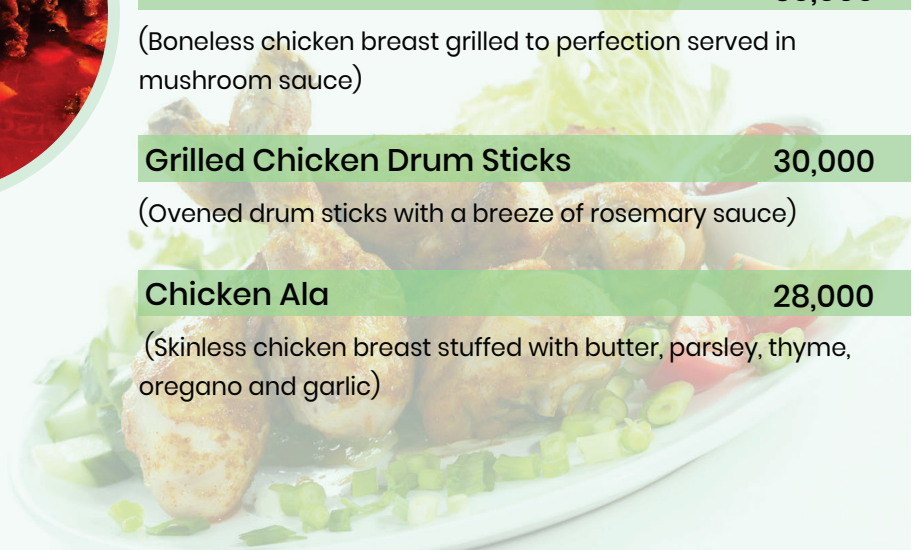 (Boneless chicken breast grilled to perfection served in
mushroom sauce)
Grilled Chicken Drum Sticks 30,000
(Ovened drum sticks with a breeze of rosemary sauce)
Chicken Ala 28,000
(Skinless chicken breast stuffed with butter, parsley, thyme,
oregano and garlic)